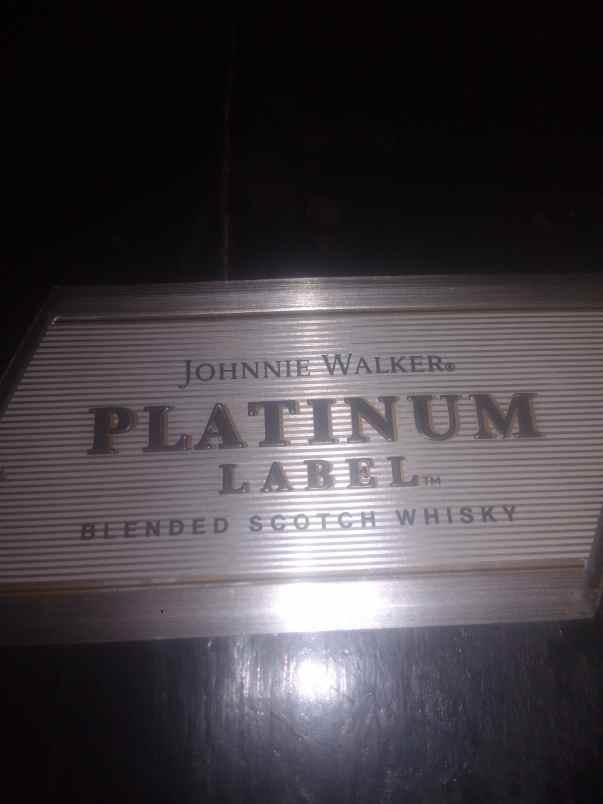 JOHNNIE WALKER®
PLATINUM
LABEL™
BLENDED SCOTCH WHISKY